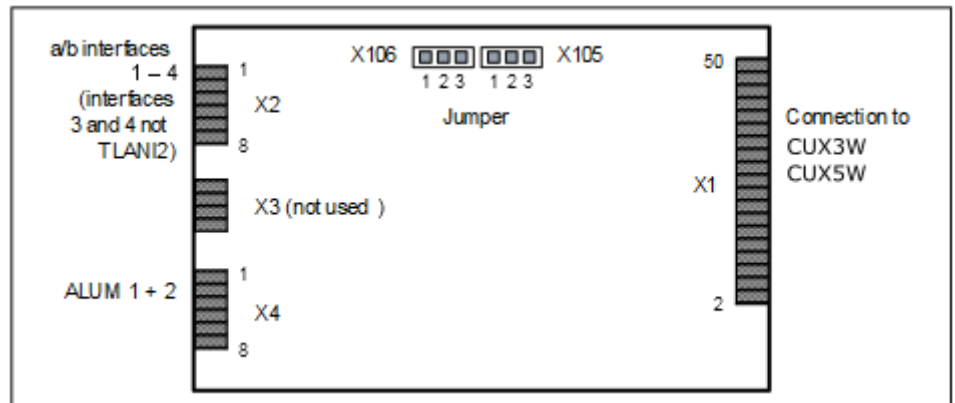 a/b interfaces
1 – 4
(interfaces
3 and 4 not
TLANI2)
1
X2
8
X3 (not used )
ALUM 1 + 2
1
X4
8
X106
X105
1 2 3
1 2 3
Jumper
50
X1
2
Connection to
CUX3W
CUX5W